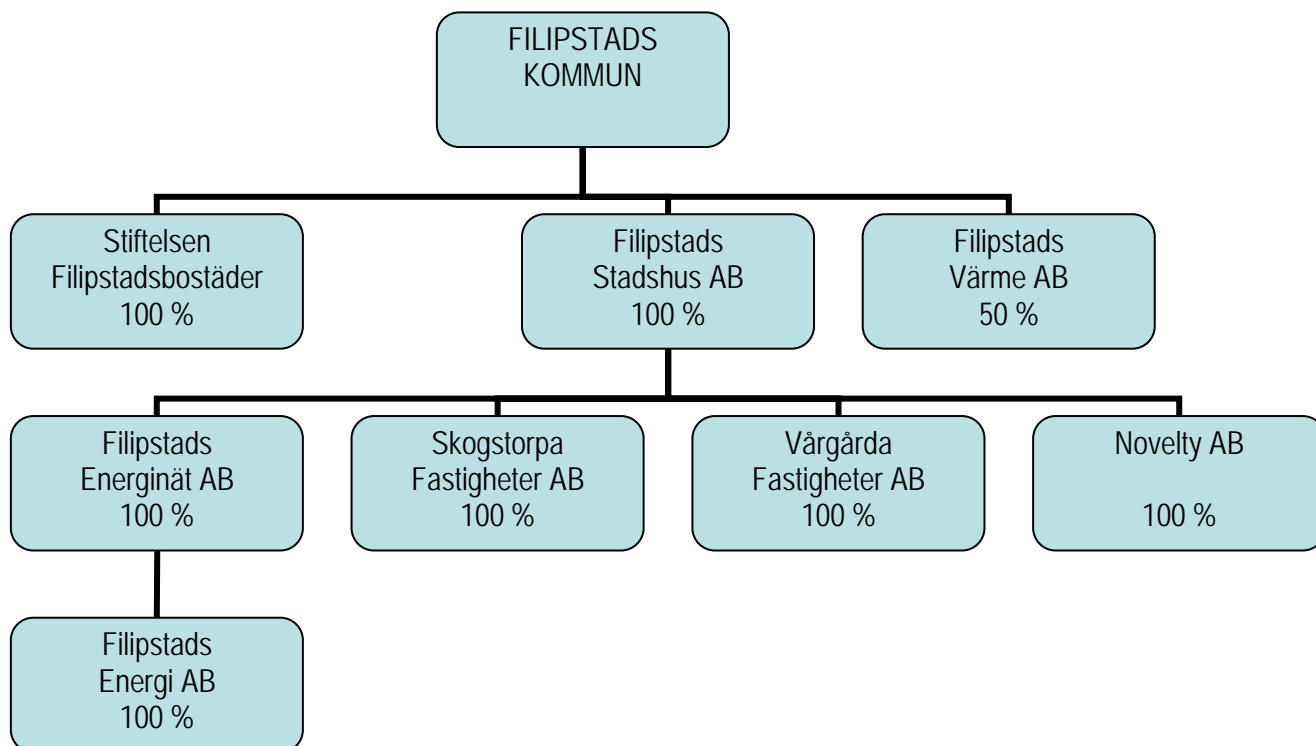 FILIPSTADS
KOMMUN
Stiftelsen
Filipstadsbostäder
100 %
Filipstads
Stadshus AB
100 %
Filipstads
Värme AB
50 %
Filipstads
Energinät AB
100 %
Skogstorpa
Fastigheter AB
100 %
Vårgårda
Fastigheter AB
100 %
Novelty AB
100 %
Filipstads
Energi AB
100 %